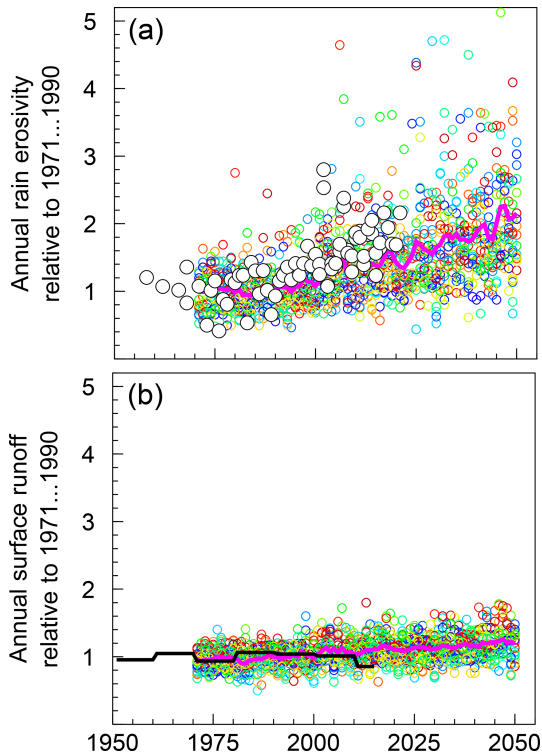 (a)
Annual rain erosivity
relative to 1971...1990
5
4
3
2
1
(b)
Annual surface runoff
relative to 1971...1990
5
4
3
2
1
1950 1975 2000 2025 2050